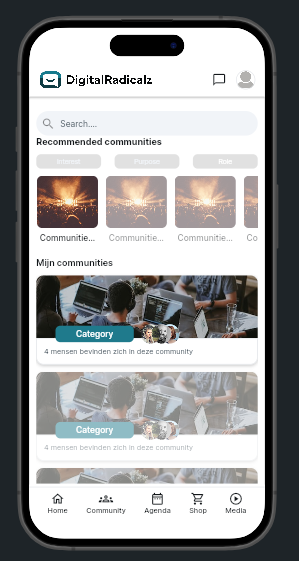 DigitalRadicalz
Search....
Recommended communities
Interest
Passions
Role
Communitie...
Communitie...
Communitie...
Co
Mijn communities
Category
4 mensen bevinden zich in deze community
Category
4 mensen bevinden zich in deze community
Home
Community
Agenda
Shop
Media